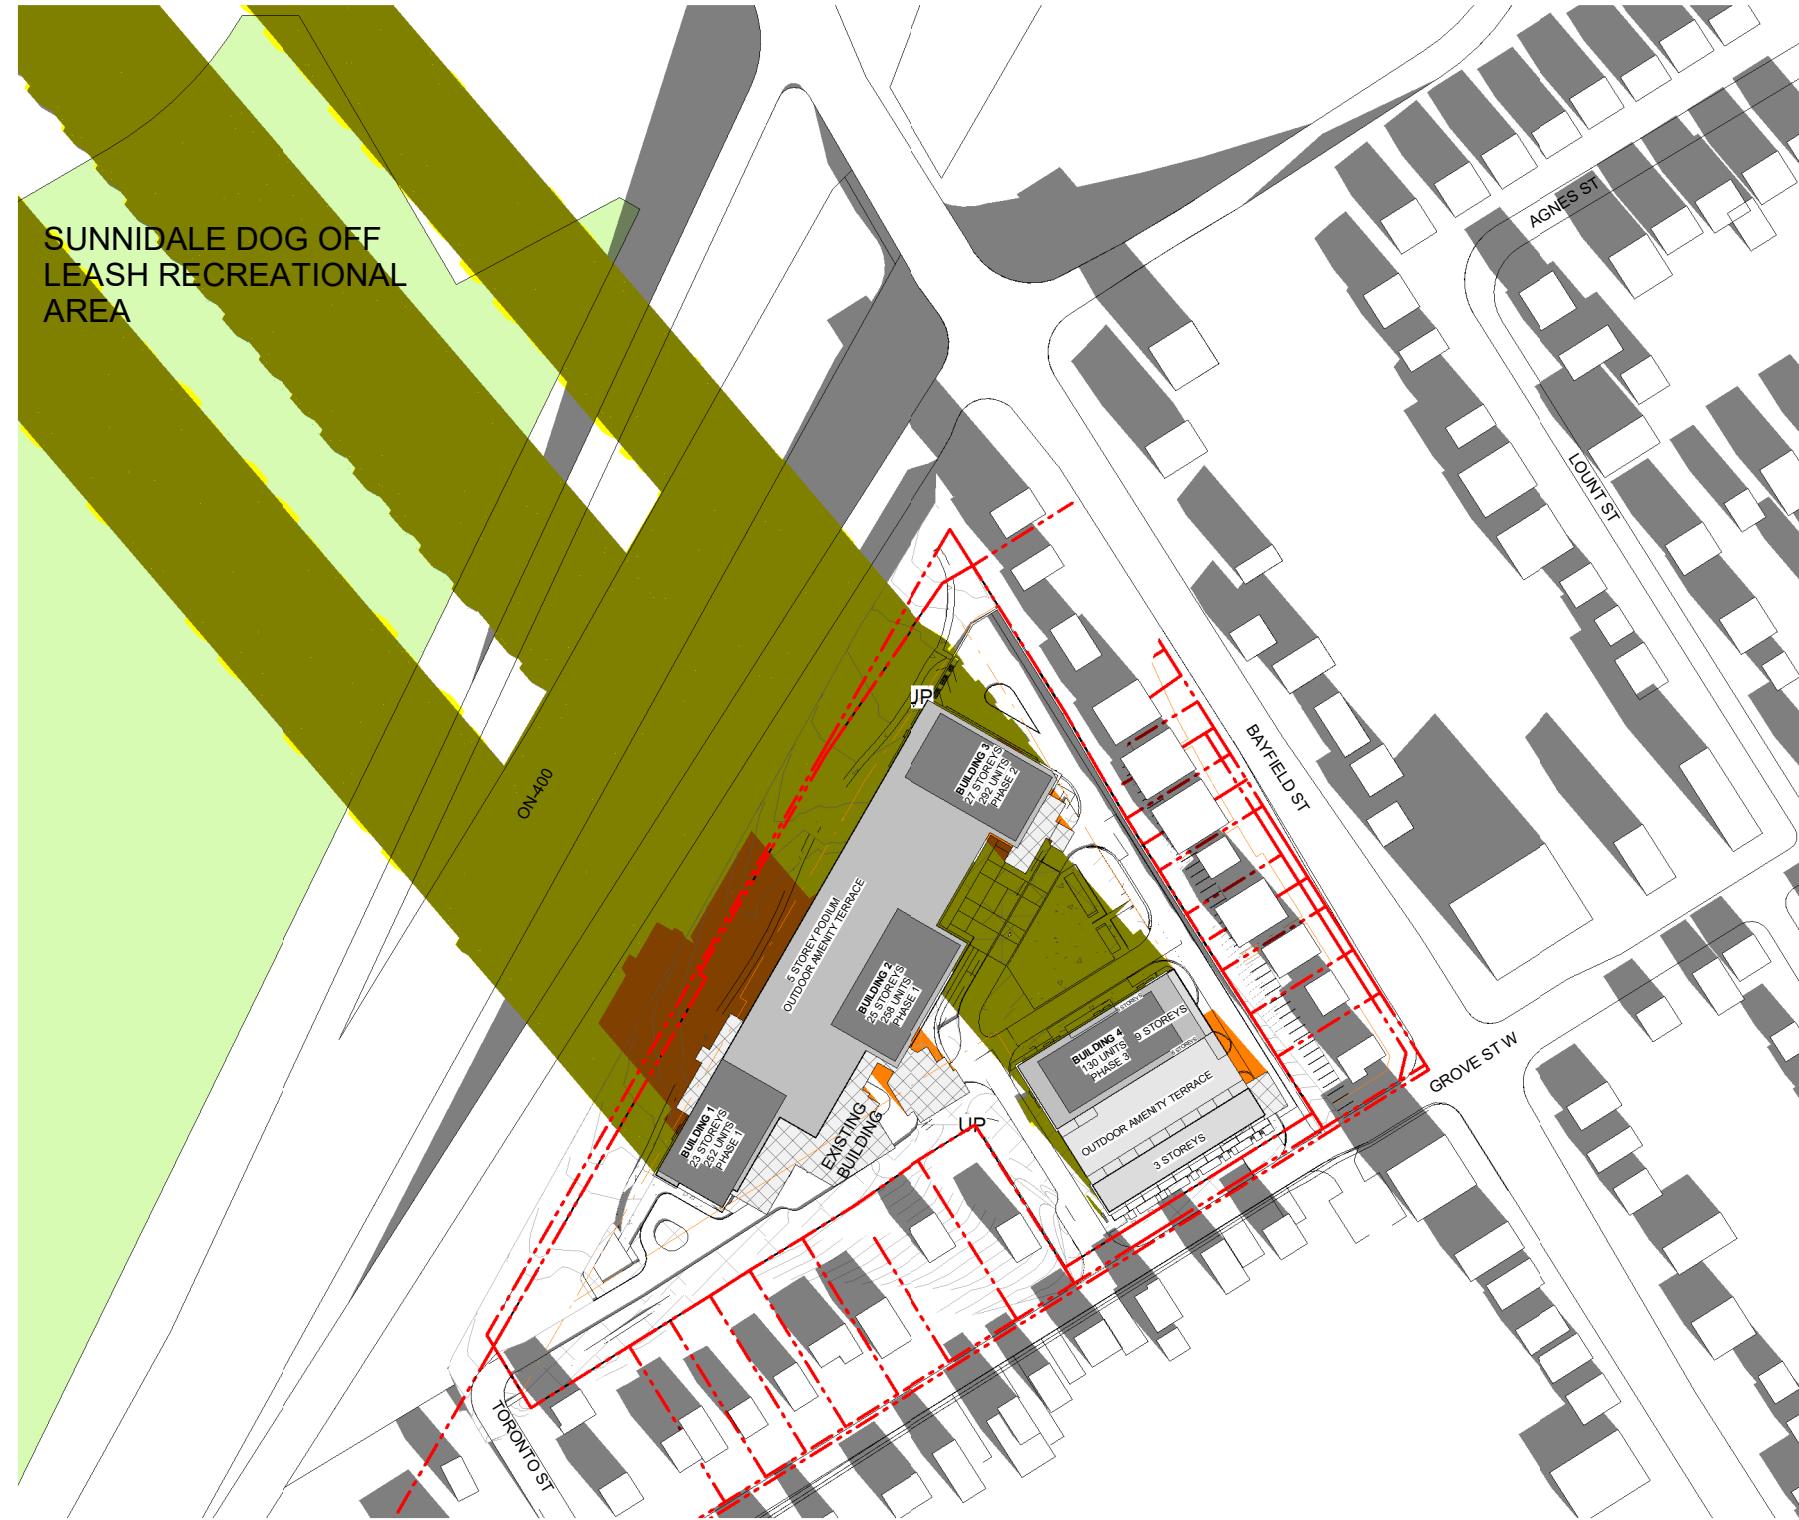 SUNNIDALE DOG OFF
LEASH RECREATIONAL
AREA
AGNES ST
LOUNT ST
BAYFIELD ST
GROVE ST W
TORONTO ST
ON-400
UP
BUILDING 3
27 STOREYS
292 UNITS
PHASE 2
5 STOREY PODIUM
OUTDOOR AMENITY TERRACE
BUILDING 2
25 STOREYS
258 UNITS
PHASE 1
BUILDING 1
23 STOREYS
252 UNITS
PHASE 1
EXISTING
BUILDING
UP
BUILDING 4
130 UNITS
PHASE 3
9 STOREYS
OUTDOOR AMENITY TERRACE
3 STOREYS